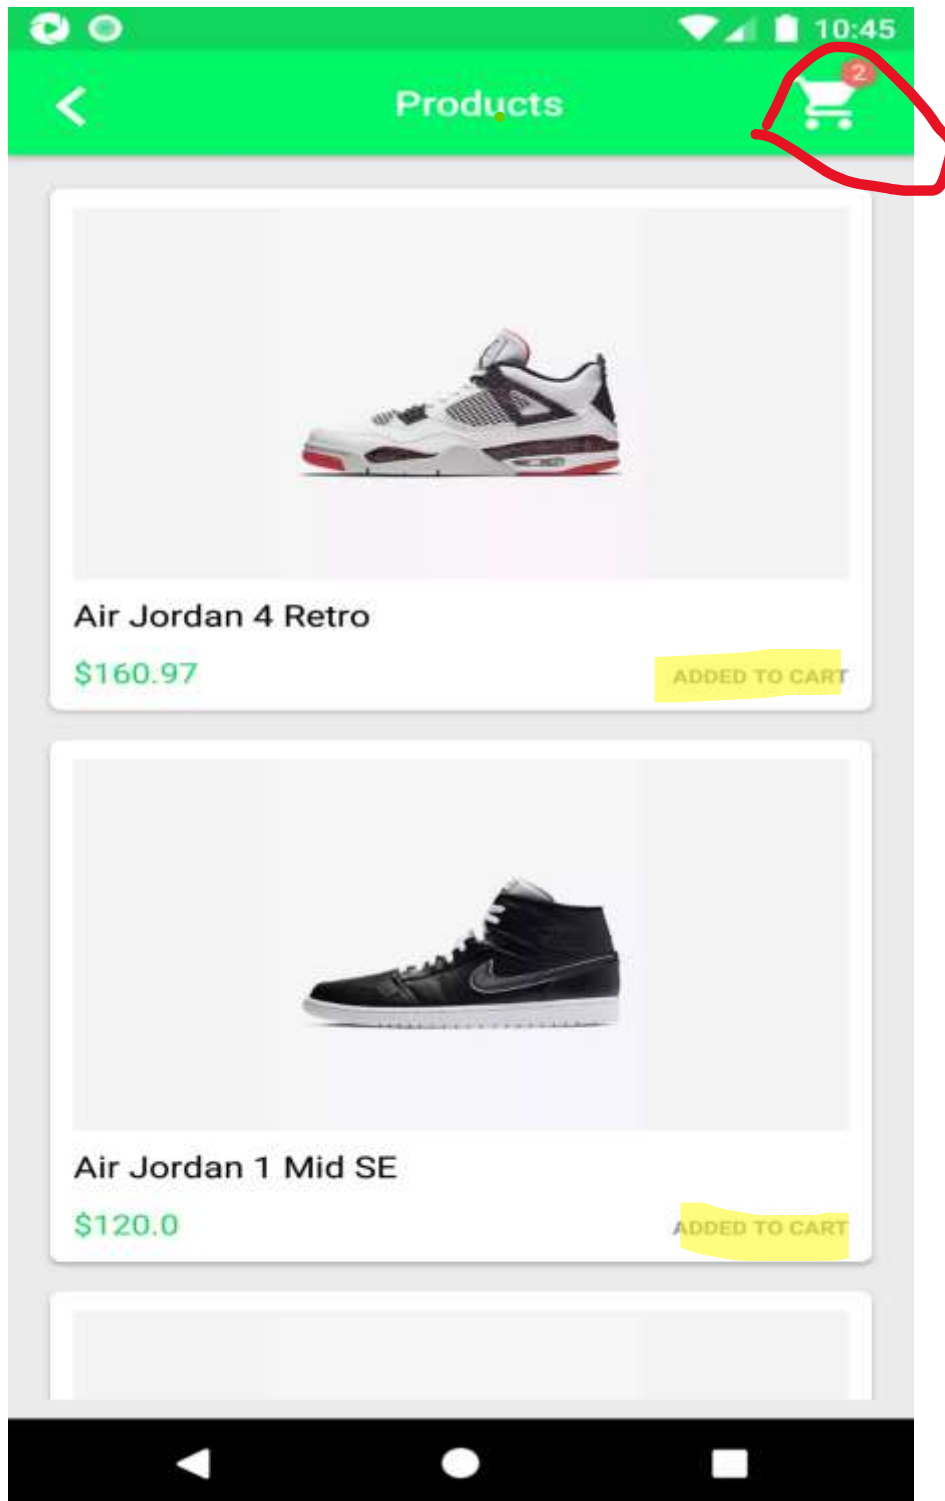 10:45
Products
2
Air Jordan 4 Retro
$160.97
ADDED TO CART
Air Jordan 1 Mid SE
$120.0
ADDED TO CART